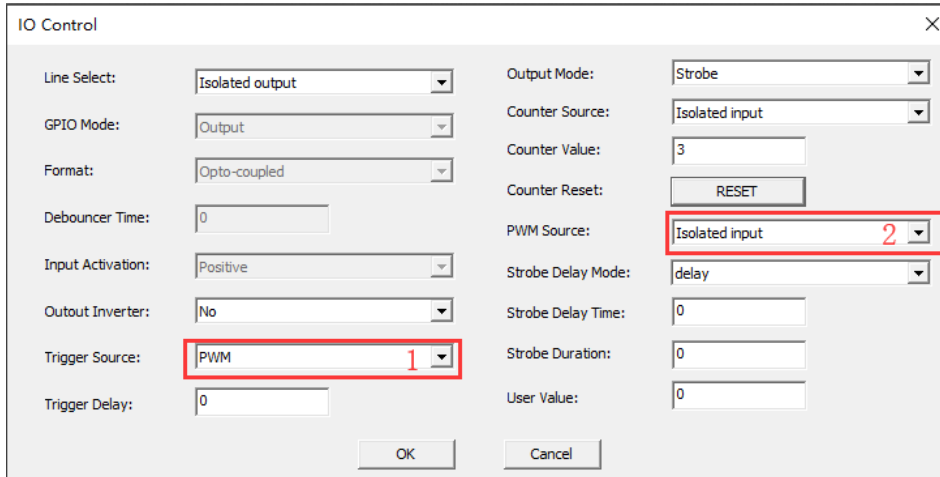 IO Control
Line Select: Isolated output
GPIO Mode: Output
Format: Opto-coupled
Debouncer Time: 0
Input Activation: Positive
Outout Inverter: No
Trigger Source: PWM 1
Trigger Delay: 0
Output Mode: Strobe
Counter Source: Isolated input
Counter Value: 3
Counter Reset: RESET
PWM Source: Isolated input 2
Strobe Delay Mode: delay
Strobe Delay Time: 0
Strobe Duration: 0
User Value: 0
OK Cancel